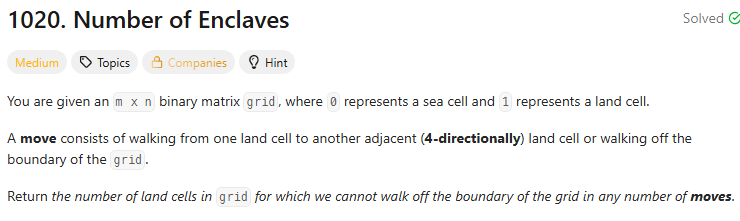 1020. Number of Enclaves
Solved
Medium Topics Companies Hint
You are given an m x n binary matrix grid, where 0 represents a sea cell and 1 represents a land cell.
A move consists of walking from one land cell to another adjacent (4-directionally) land cell or walking off the
boundary of the grid.
Return the number of land cells in grid for which we cannot walk off the boundary of the grid in any number of moves.